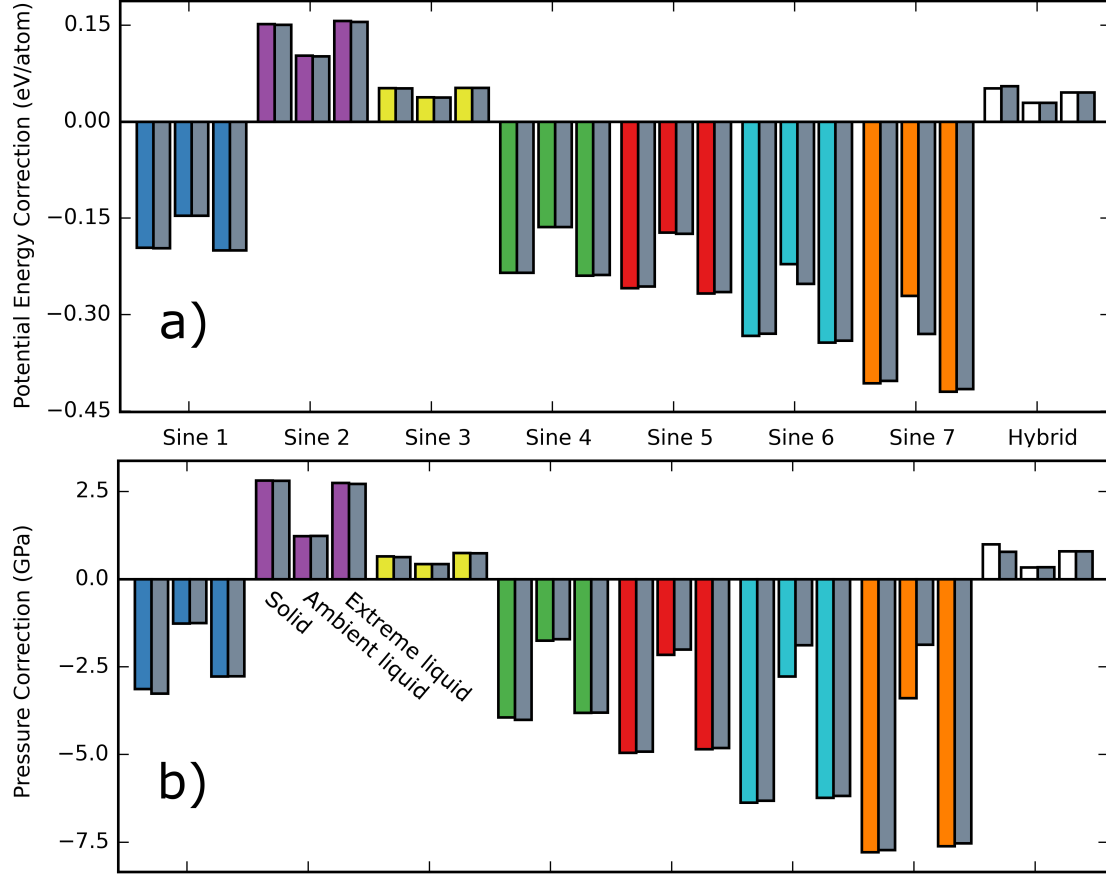 Potential Energy Correction (eV/atom)
0.15
0.00
−0.15
−0.30
−0.45
a)
Sine 1 Sine 2 Sine 3 Sine 4 Sine 5 Sine 6 Sine 7 Hybrid
Pressure Correction (GPa)
2.5
0.0
−2.5
−5.0
−7.5
Solid
Ambient liquid
Extreme liquid
b)